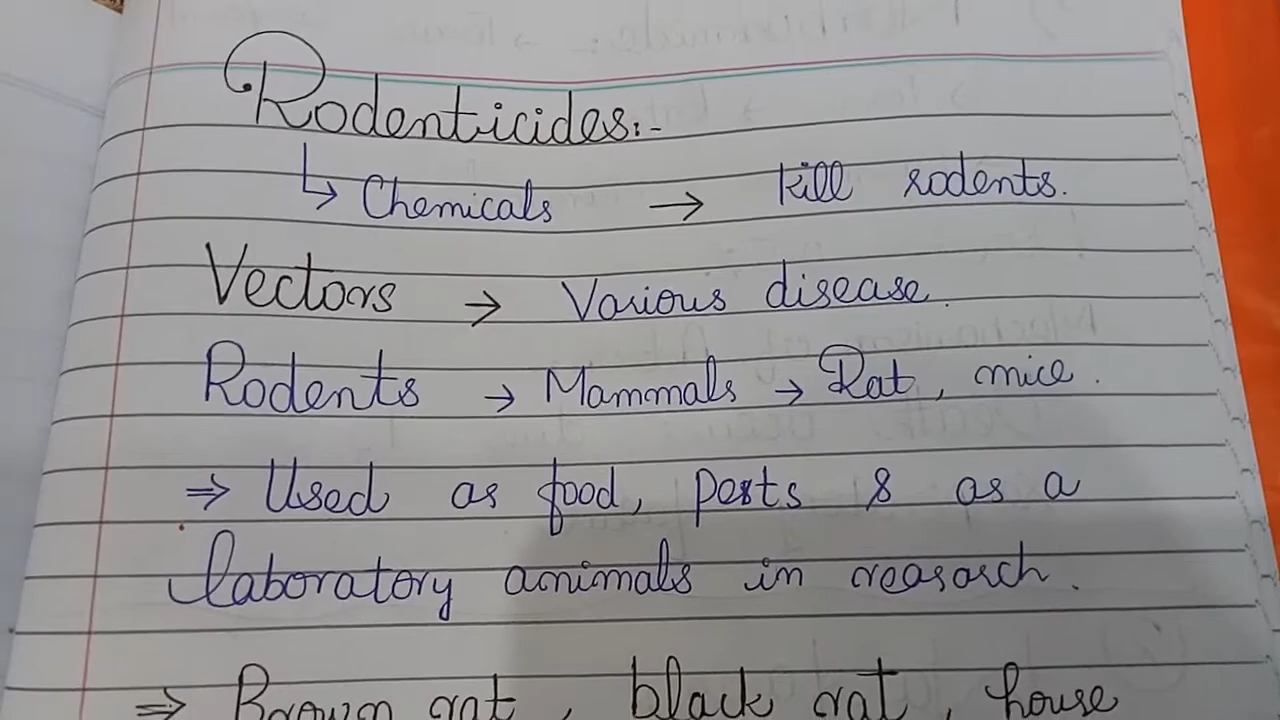 Rodenticides:-
↳ Chemicals → kill rodents.
Vectors → Various disease.
Rodents → Mammals → Rat, mice.
⇒ Used as food, pests & as a
laboratory animals in reasarch.
⇒ Brown rat, black rat, house